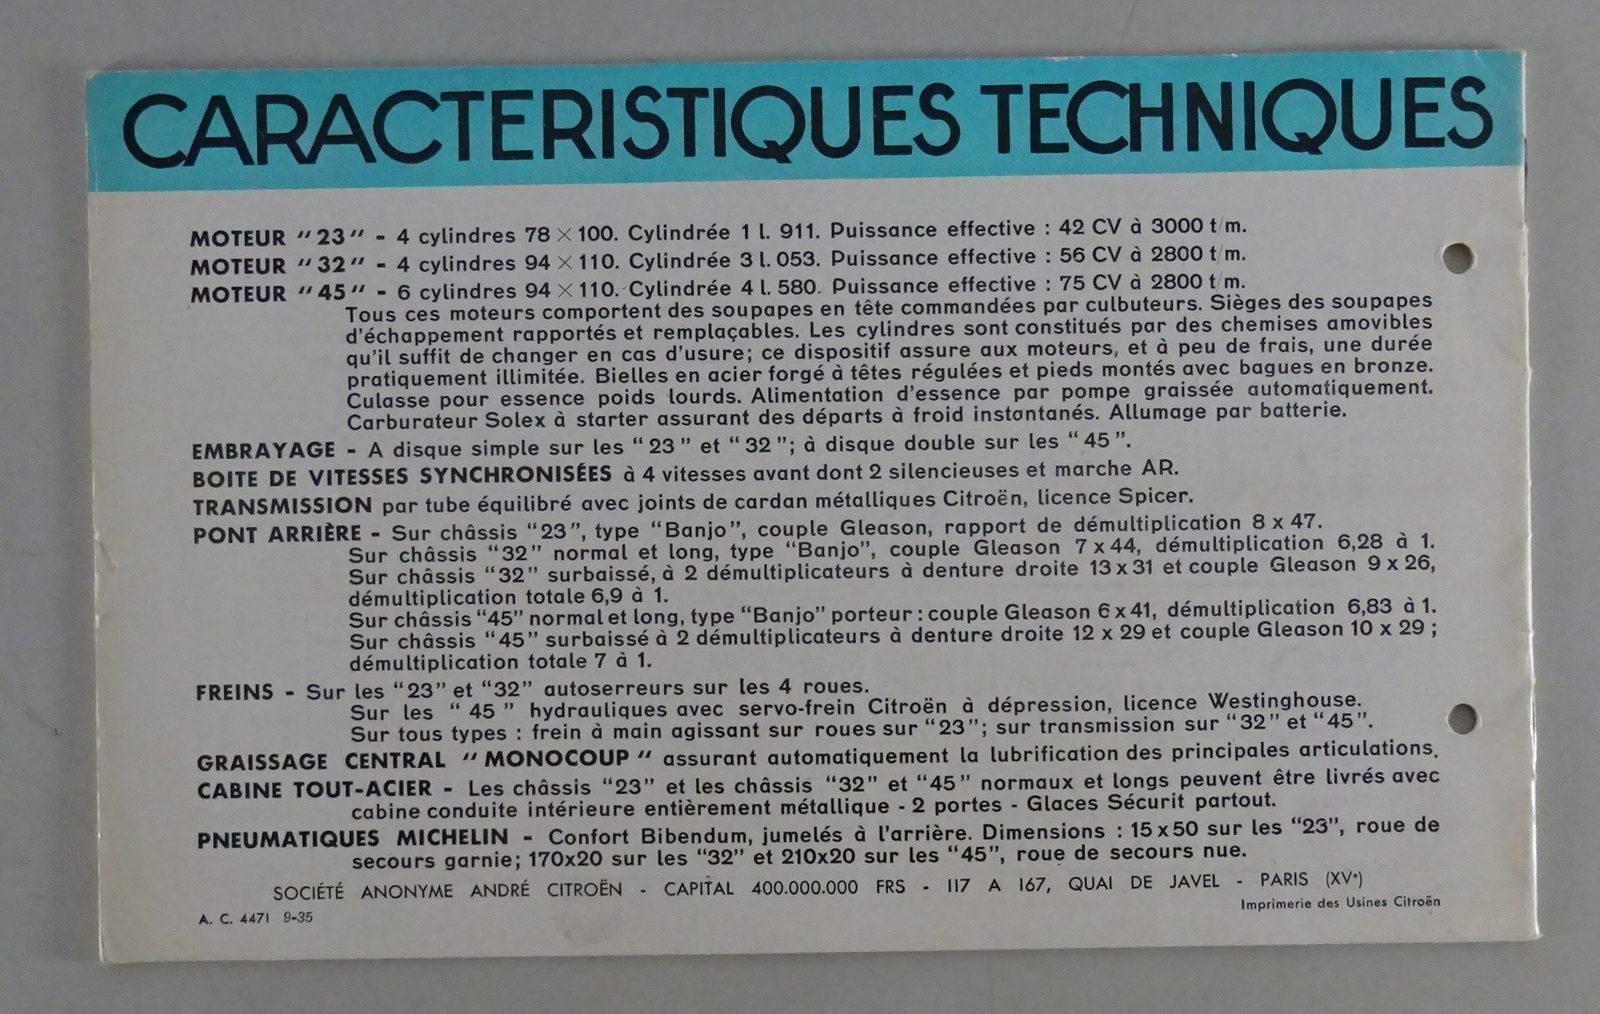 CARACTERISTIQUES TECHNIQUES
MOTEUR "23" - 4 cylindres 78 × 100. Cylindrée 1 l. 911. Puissance effective : 42 CV à 3000 t/m.
MOTEUR "32" - 4 cylindres 94 × 110. Cylindrée 3 l. 053. Puissance effective : 56 CV à 2800 t/m.
MOTEUR "45" - 6 cylindres 94 × 110. Cylindrée 4 l. 580. Puissance effective : 75 CV à 2800 t/m.
Tous ces moteurs comportent des soupapes en tête commandées par culbuteurs. Sièges des soupapes
d'échappement rapportés et remplaçables. Les cylindres sont constitués par des chemises amovibles
qu'il suffit de changer en cas d'usure; ce dispositif assure aux moteurs, et à peu de frais, une durée
pratiquement illimitée. Bielles en acier forgé à têtes régulées et pieds montés avec bagues en bronze.
Culasse pour essence poids lourds. Alimentation d'essence par pompe graissée automatiquement.
Carburateur Solex à starter assurant des départs à froid instantanés. Allumage par batterie.
EMBRAYAGE - A disque simple sur les "23" et "32"; à disque double sur les "45".
BOITE DE VITESSES SYNCHRONISÉES à 4 vitesses avant dont 2 silencieuses et marche AR.
TRANSMISSION par tube équilibré avec joints de cardan métalliques Citroën, licence Spicer.
PONT ARRIÈRE - Sur châssis "23", type "Banjo", couple Gleason, rapport de démultiplication 8 x 47.
Sur châssis "32" normal et long, type "Banjo", couple Gleason 7 x 44, démultiplication 6,28 à 1.
Sur châssis "32" surbaissé, à 2 démultiplicateurs à denture droite 13 x 31 et couple Gleason 9 x 26,
démultiplication totale 6,9 à 1.
Sur châssis "45" normal et long, type "Banjo" porteur : couple Gleason 6 x 41, démultiplication 6,83 à 1.
Sur châssis "45" surbaissé à 2 démultiplicateurs à denture droite 12 x 29 et couple Gleason 10 x 29 ;
démultiplication totale 7 à 1.
FREINS - Sur les "23" et "32" autoserreurs sur les 4 roues.
Sur les "45" hydrauliques avec servo-frein Citroën à dépression, licence Westinghouse.
Sur tous types : frein à main agissant sur roues sur "23"; sur transmission sur "32" et "45".
GRAISSAGE CENTRAL "MONOCOUP" assurant automatiquement la lubrification des principales articulations.
CABINE TOUT-ACIER - Les châssis "23" et les châssis "32" et "45" normaux et longs peuvent être livrés avec
cabine conduite intérieure entièrement métallique - 2 portes - Glaces Sécurit partout.
PNEUMATIQUES MICHELIN - Confort Bibendum, jumelés à l'arrière. Dimensions : 15 x 50 sur les "23", roue de
secours garnie; 170x20 sur les "32" et 210x20 sur les "45", roue de secours nue.
SOCIÉTÉ ANONYME ANDRÉ CITROËN - CAPITAL 400.000.000 FRS - 117 A 167, QUAI DE JAVEL - PARIS (XVe)
A. C. 4471 9-35
Imprimerie des Usines Citroën